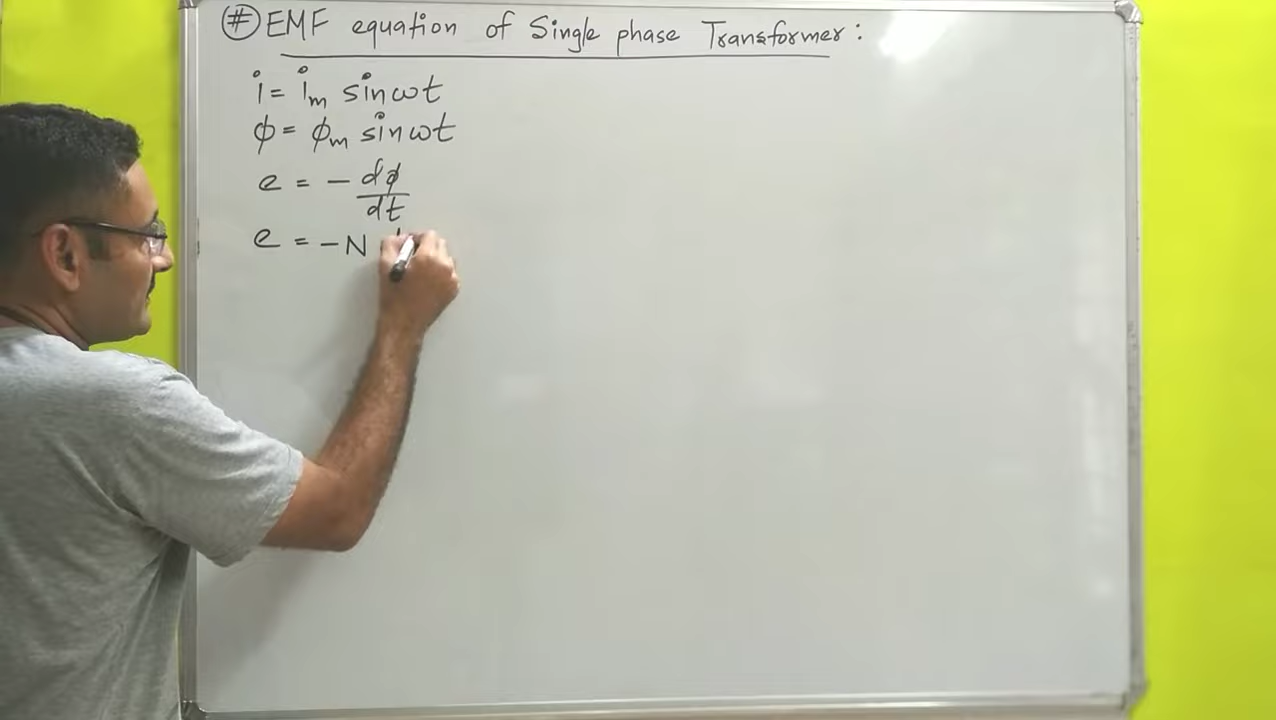 # EMF equation of Single phase Transformer:
i = im sinωt
ϕ = ϕm sinωt
e = - dϕ/dt
e = -N